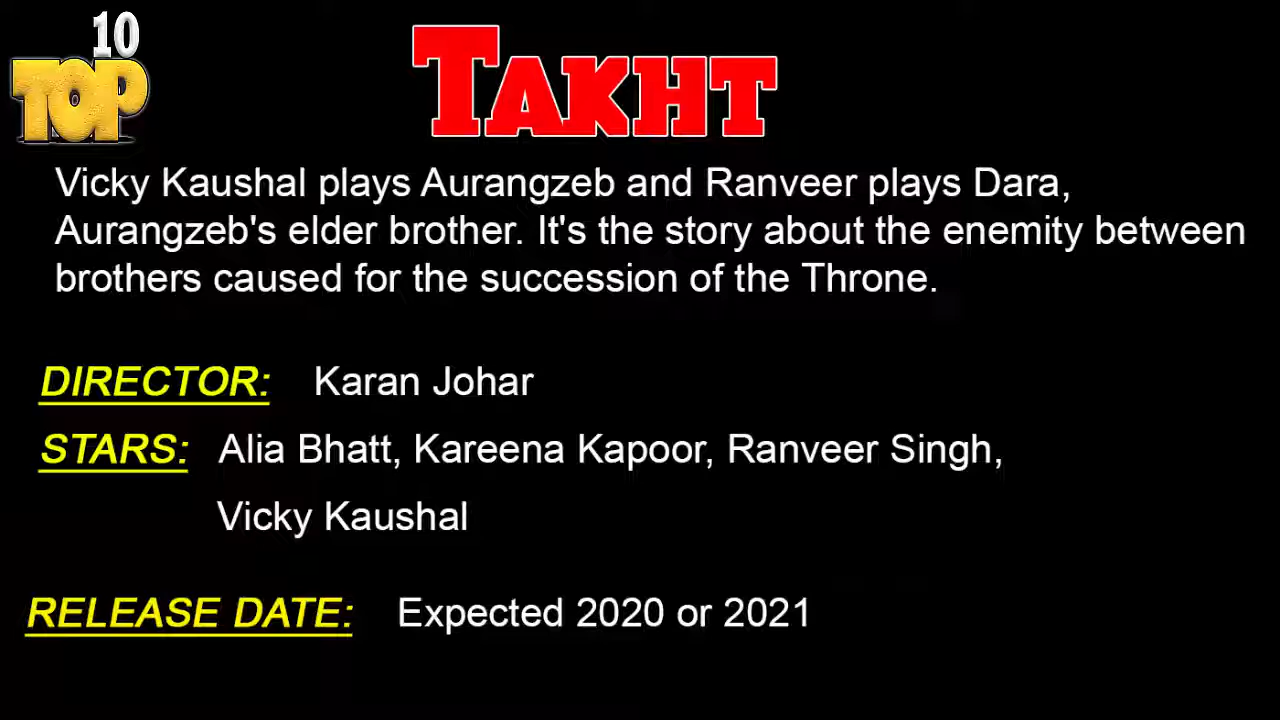 10
TOP
TAKHT
Vicky Kaushal plays Aurangzeb and Ranveer plays Dara,
Aurangzeb's elder brother. It's the story about the enemity between
brothers caused for the succession of the Throne.
DIRECTOR: Karan Johar
STARS: Alia Bhatt, Kareena Kapoor, Ranveer Singh,
Vicky Kaushal
RELEASE DATE: Expected 2020 or 2021